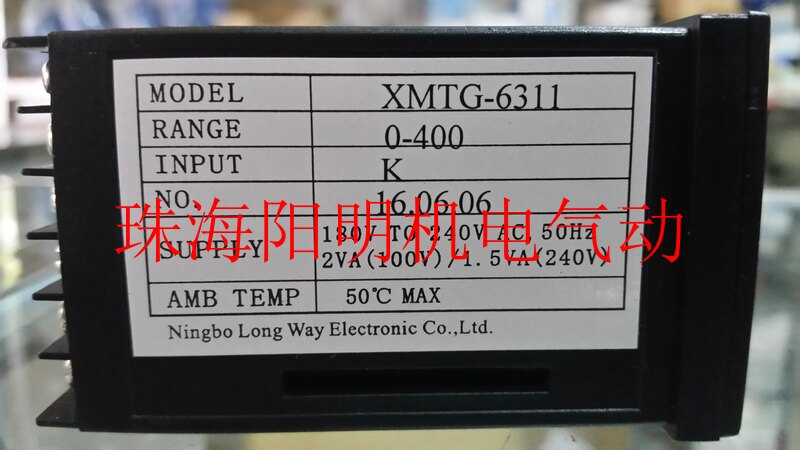 MODEL XMTG-6311
RANGE 0-400
INPUT K
NO. 16.06.06
珠海阳明机电气动
SUPPLY 180V TO 240V AC 50Hz
2VA(100V)/1.5VA(240V)
AMB TEMP 50℃ MAX
Ningbo Long Way Electronic Co.,Ltd.